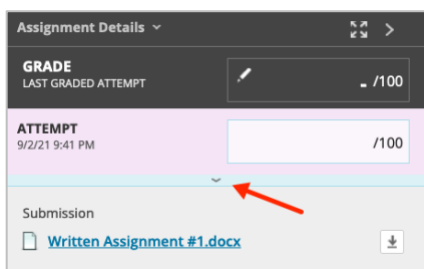 Assignment Details
GRADE
LAST GRADED ATTEMPT
- /100
ATTEMPT
9/2/21 9:41 PM
/100
Submission
Written Assignment #1.docx